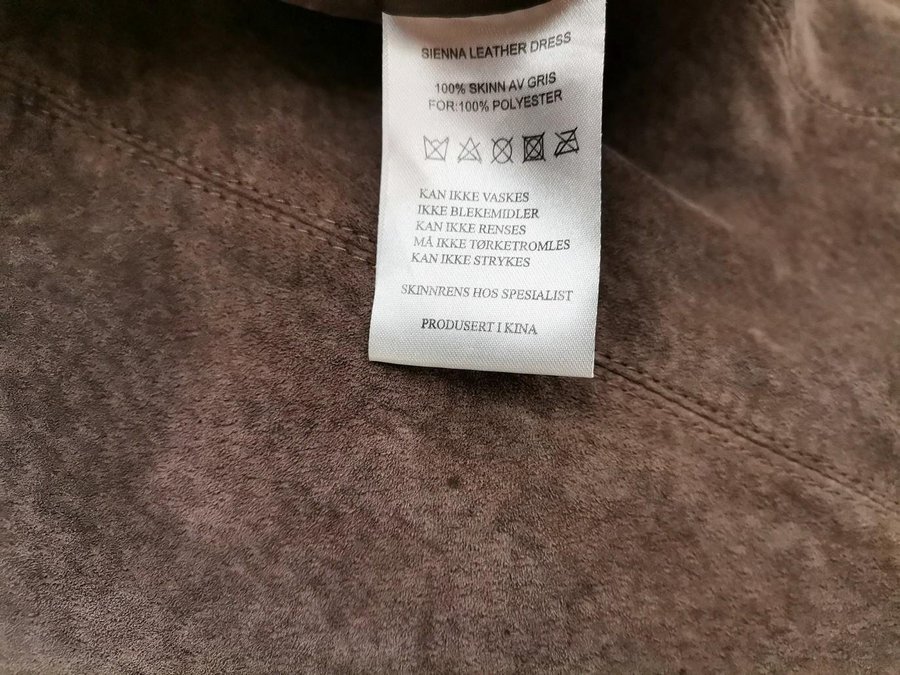 SIENNA LEATHER DRESS
100% SKINN AV GRIS
FOR:100% POLYESTER
KAN IKKE VASKES
IKKE BLEKEMIDLER
KAN IKKE RENSES
MÅ IKKE TØRKETROMLES
KAN IKKE STRYKES
SKINNRENS HOS SPESIALIST
PRODUSERT I KINA